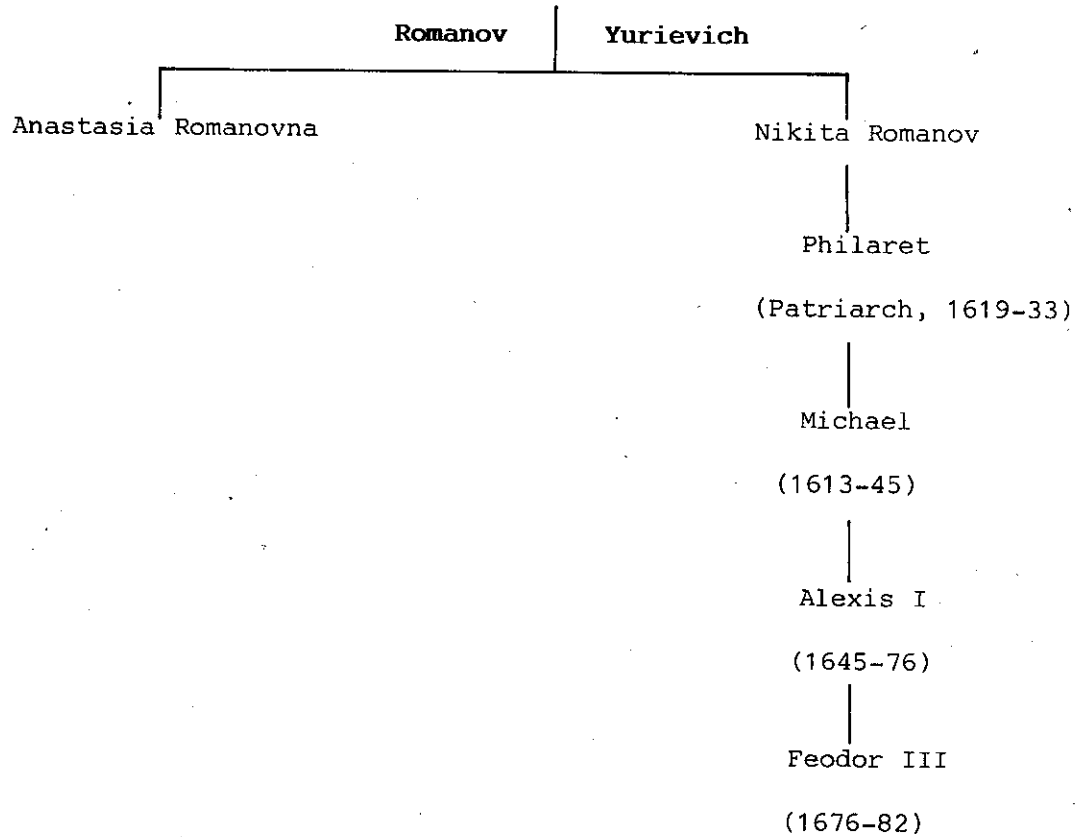 Romanov Yurievich
Anastasia Romanovna Nikita Romanov
Philaret
(Patriarch, 1619-33)
Michael
(1613-45)
Alexis I
(1645-76)
Feodor III
(1676-82)